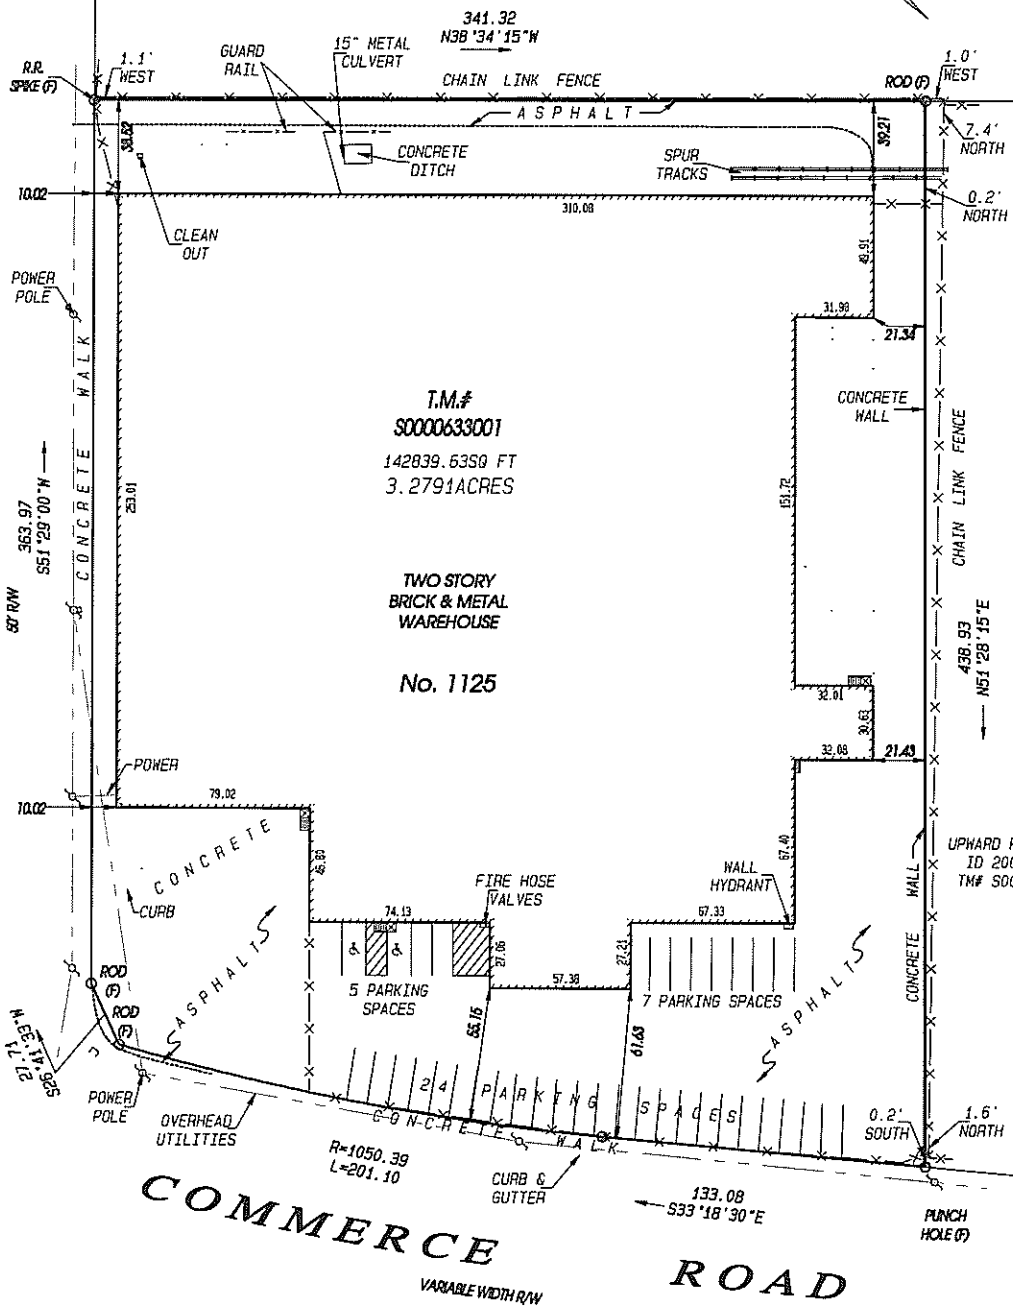 341.32
N38°34'15"W
R.R.
SPIKE (F)
1.1'
WEST
GUARD
RAIL
15" METAL
CULVERT
CHAIN LINK FENCE
ROD (F)
1.0'
WEST
ASPHALT
38.82
39.21
7.4'
NORTH
CONCRETE
DITCH
SPUR
TRACKS
10.02
310.08
0.2'
NORTH
CLEAN
OUT
49.91
POWER
POLE
31.98
21.34
CONCRETE WALK
CONCRETE
WALL
T.M.#
S0000633001
142839.63SQ FT
3.2791ACRES
CHAIN LINK FENCE
363.97
S51°29'00"W
253.01
151.72
50' R/W
TWO STORY
BRICK & METAL
WAREHOUSE
438.93
N51°28'15"E
No. 1125
32.01
30.63
32.08
21.43
POWER
10.02
79.02
CONCRETE
67.40
UPWARD
WALL
HYDRANT
CURB
FIRE HOSE
VALVES
74.13
67.33
CONCRETE WALL
27.06
27.21
57.38
ASPHALT
ASPHALT
ROD
(F)
ROD
(F)
5 PARKING
SPACES
7 PARKING SPACES
61.63
S26°41'33"W
27.71
24 PARKING SPACES
POWER
POLE
OVERHEAD
UTILITIES
CONCRETE WALK
0.2'
SOUTH
1.6'
NORTH
R=1050.39
L=201.10
CURB &
GUTTER
133.08
S33°18'30"E
PUNCH
HOLE (F)
COMMERCE ROAD
VARIABLE WIDTH R/W